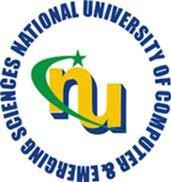 NATIONAL UNIVERSITY OF COMPUTER & EMERGING SCIENCES
nu